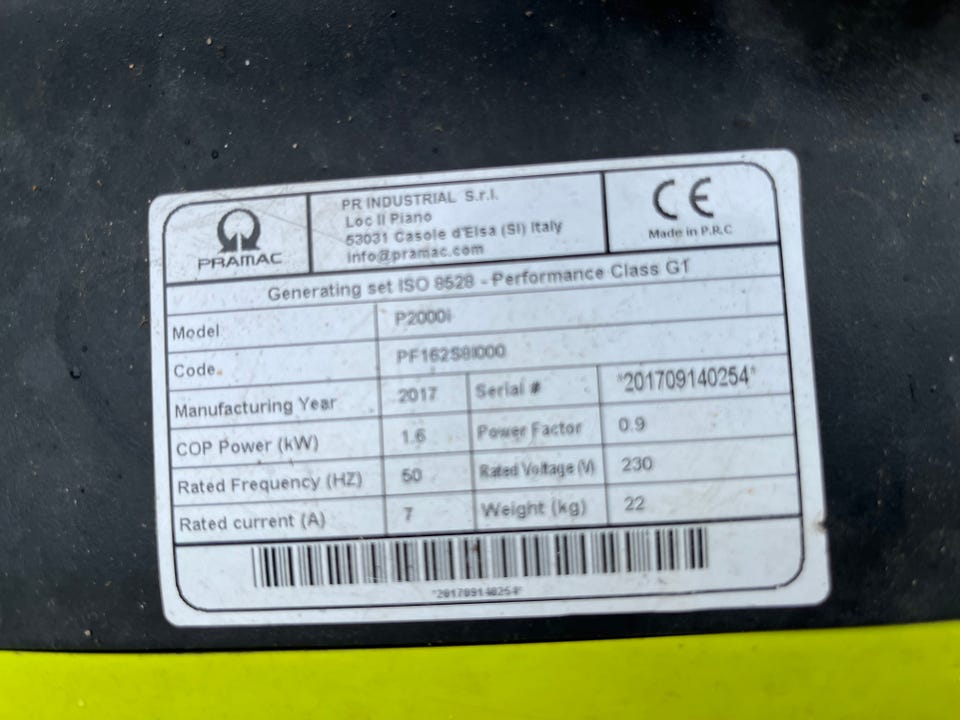 PRAMAC
PR INDUSTRIAL S.r.l.
Loc Il Piano
53031 Casole d'Elsa (SI) Italy
info@pramac.com
CE
Made in P.R.C
Generating set ISO 8528 - Performance Class G1
Model P2000i
Code PF162S8I000
Manufacturing Year 2017 Serial # *201709140254*
COP Power (kW) 1.6 Power Factor 0.9
Rated Frequency (HZ) 50 Rated Voltage (V) 230
Rated current (A) 7 Weight (kg) 22
*201709140254*